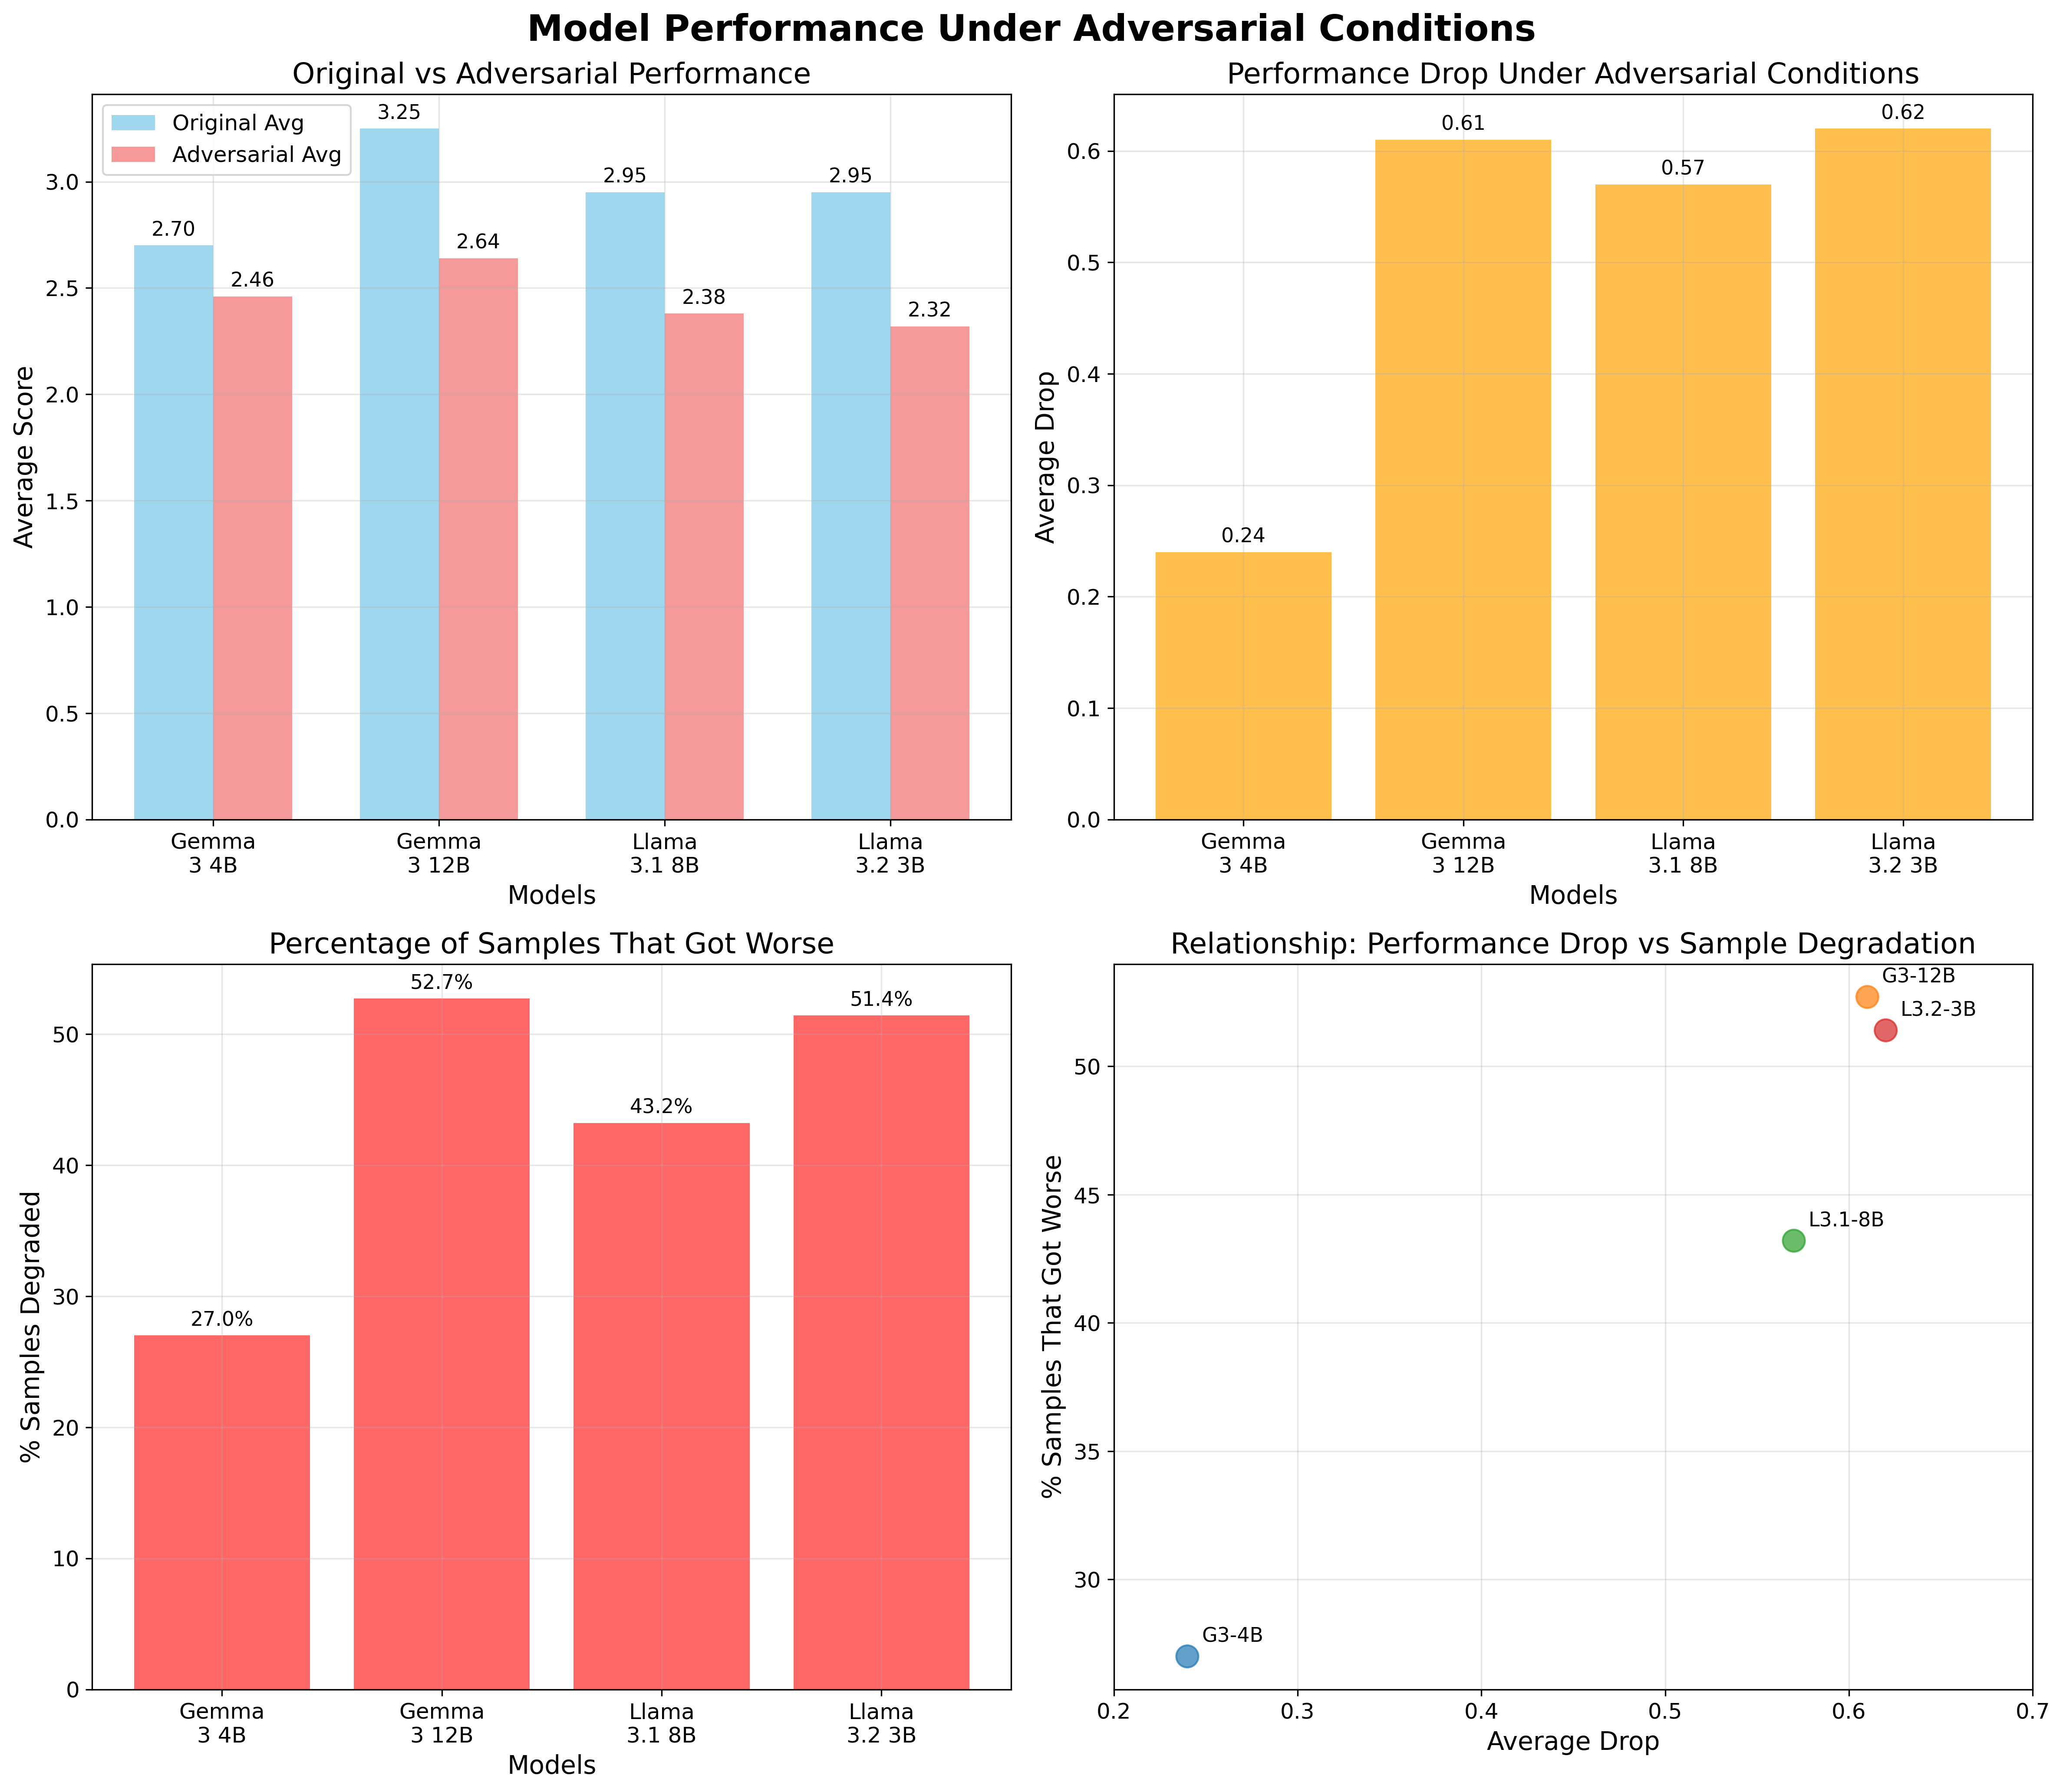 Model Performance Under Adversarial Conditions
Original vs Adversarial Performance
Original Avg
Adversarial Avg
Average Score
3.0
2.5
2.0
1.5
1.0
0.5
0.0
2.70
2.46
3.25
2.64
2.95
2.38
2.95
2.32
Gemma
3 4B
Gemma
3 12B
Llama
3.1 8B
Llama
3.2 3B
Models
Performance Drop Under Adversarial Conditions
Average Drop
0.6
0.5
0.4
0.3
0.2
0.1
0.0
0.24
0.61
0.57
0.62
Gemma
3 4B
Gemma
3 12B
Llama
3.1 8B
Llama
3.2 3B
Models
Percentage of Samples That Got Worse
% Samples Degraded
50
40
30
20
10
0
27.0%
52.7%
43.2%
51.4%
Gemma
3 4B
Gemma
3 12B
Llama
3.1 8B
Llama
3.2 3B
Models
Relationship: Performance Drop vs Sample Degradation
% Samples That Got Worse
50
45
40
35
30
G3-12B
L3.2-3B
L3.1-8B
G3-4B
0.2
0.3
0.4
0.5
0.6
0.7
Average Drop